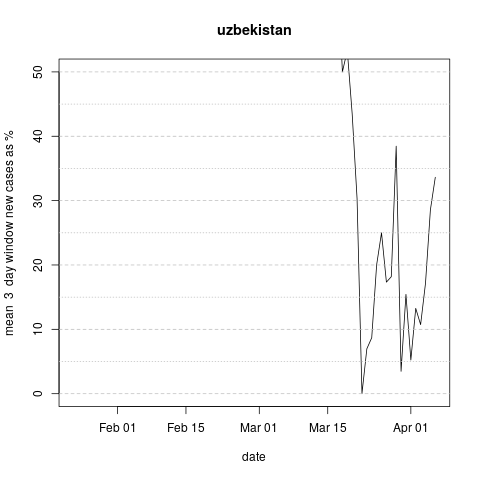 uzbekistan
mean  3  day window new cases as %
50
40
30
20
10
0
Feb 01
Feb 15
Mar 01
Mar 15
Apr 01
date